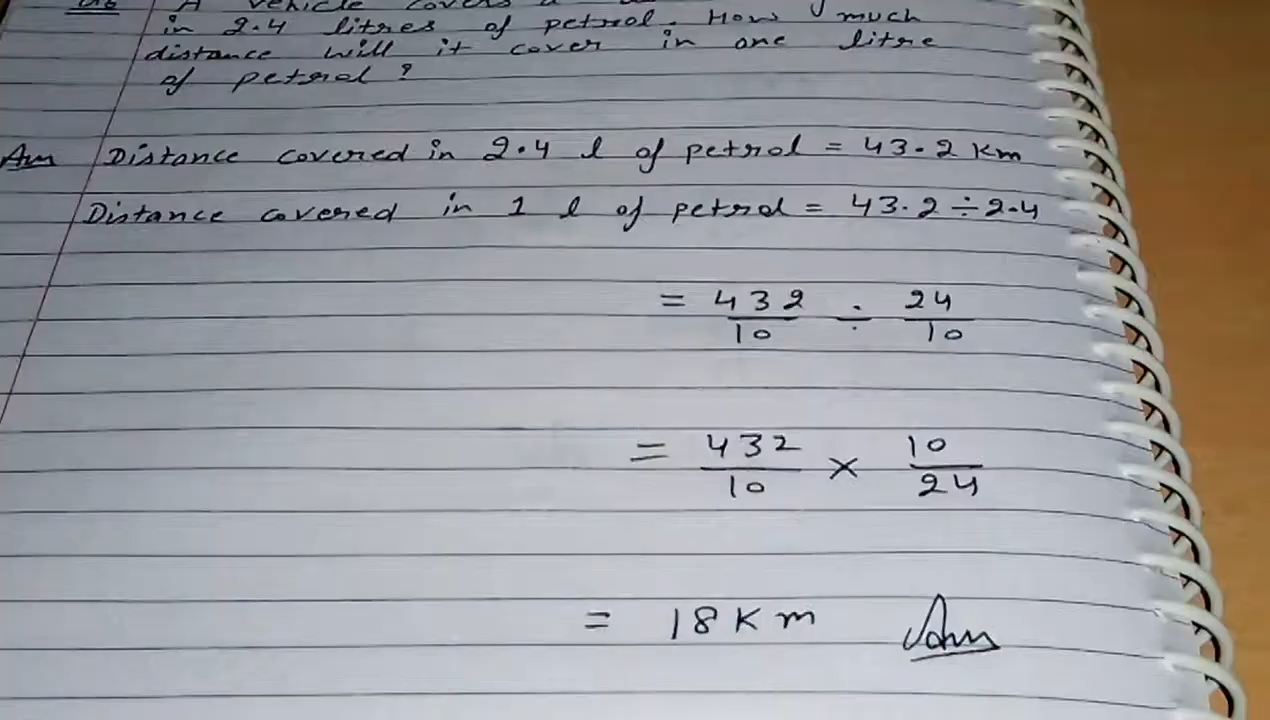 A vehicle covers a
in 2.4 litres of petrol. How much
distance will it cover in one litre
of petrol ?
Ans Distance covered in 2.4 l of petrol = 43.2 km
Distance covered in 1 l of petrol = 43.2 ÷ 2.4
= 432/10 ÷ 24/10
= 432/10 × 10/24
= 18 km Ans